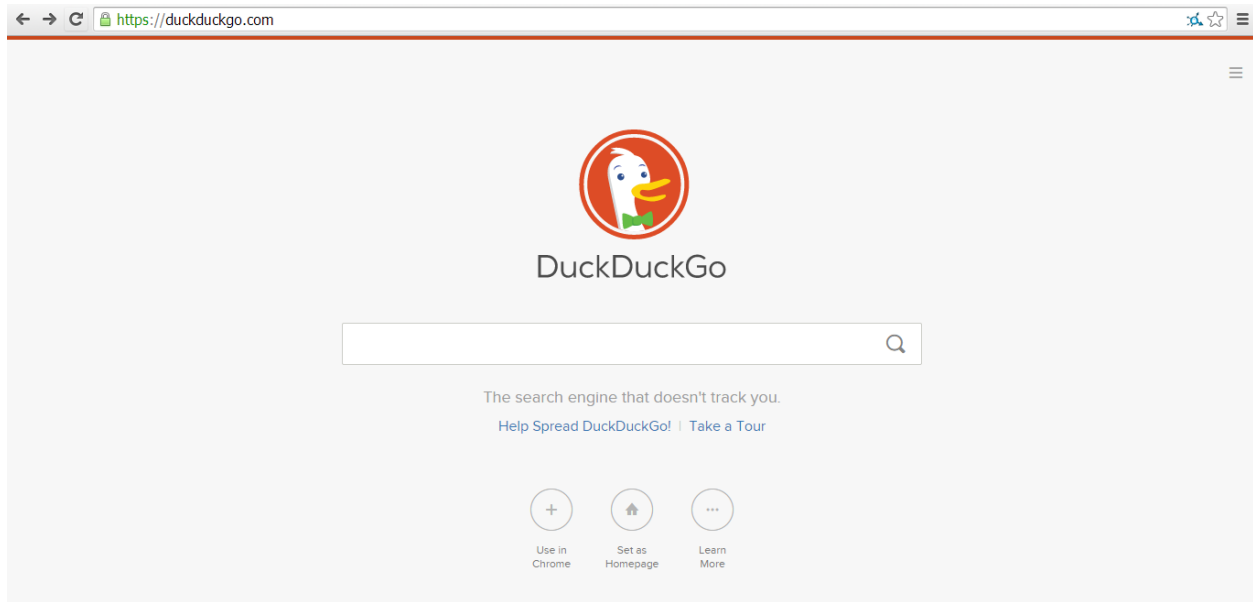 https://duckduckgo.com
DuckDuckGo
The search engine that doesn't track you.
Help Spread DuckDuckGo! | Take a Tour
Use in
Chrome
Set as
Homepage
Learn
More